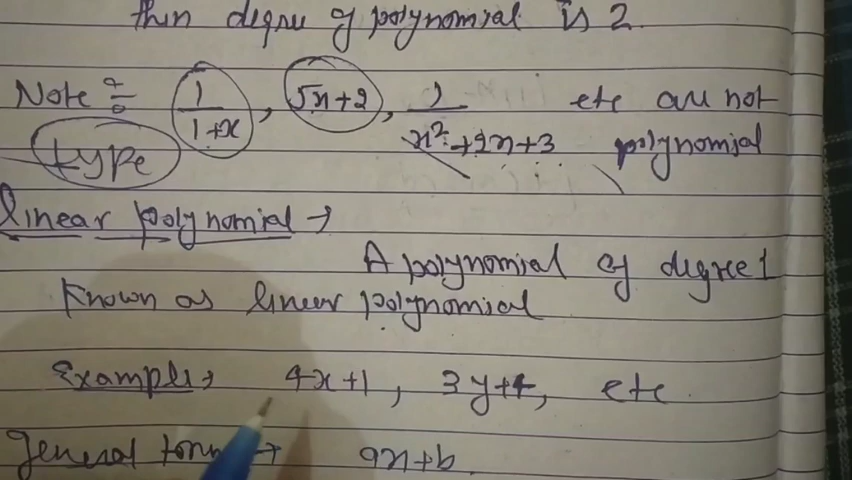 then degree of polynomial is 2
Note ÷ 1/(1+x), √x+2, 1/(x²+2x+3) etc are not polynomial
type
linear polynomial →
A polynomial of degree 1
Known as linear polynomial
Example → 4x+1, 3y+4, etc
General form → ax+b